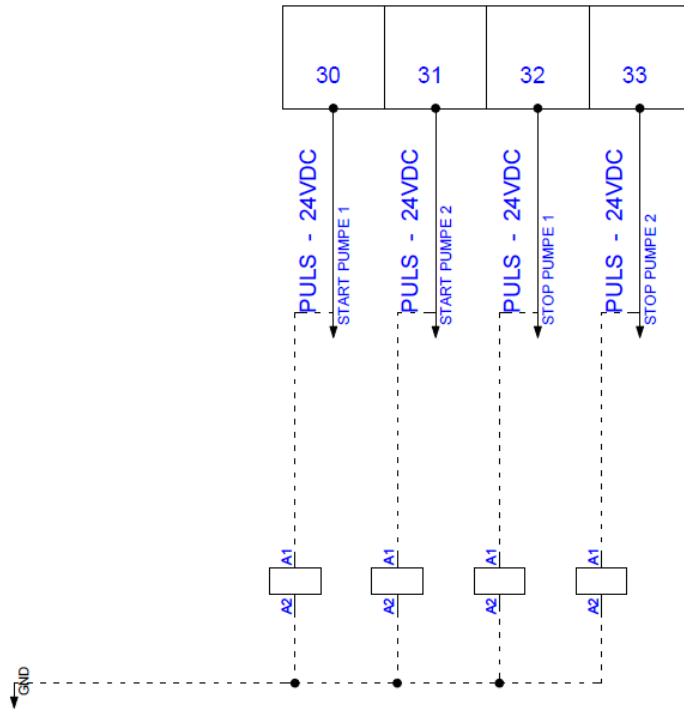 30
31
32
33
PULS - 24VDC
START PUMPE 1
PULS - 24VDC
START PUMPE 2
PULS - 24VDC
STOP PUMPE 1
PULS - 24VDC
STOP PUMPE 2
A1
A1
A1
A1
A2
A2
A2
A2
GND